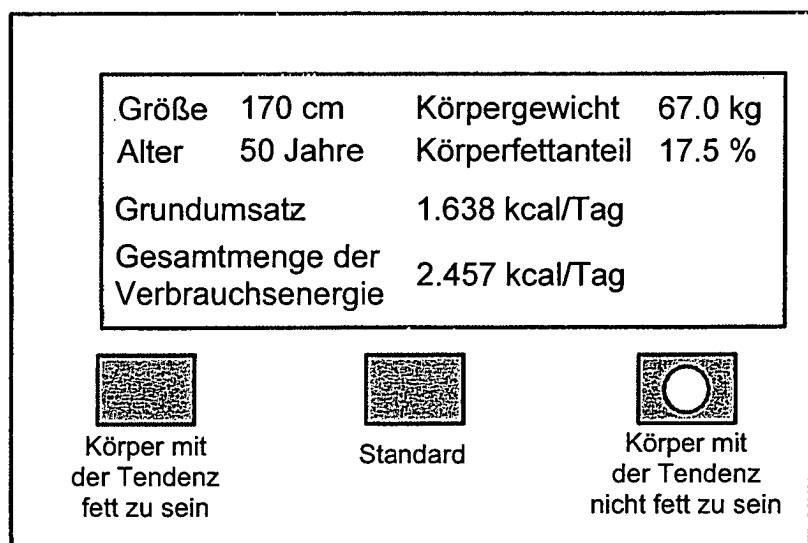 Größe 170 cm Körpergewicht 67.0 kg
Alter 50 Jahre Körperfettanteil 17.5 %
Grundumsatz 1.638 kcal/Tag
Gesamtmenge der
Verbrauchsenergie 2.457 kcal/Tag
Körper mit
der Tendenz
fett zu sein
Standard
Körper mit
der Tendenz
nicht fett zu sein